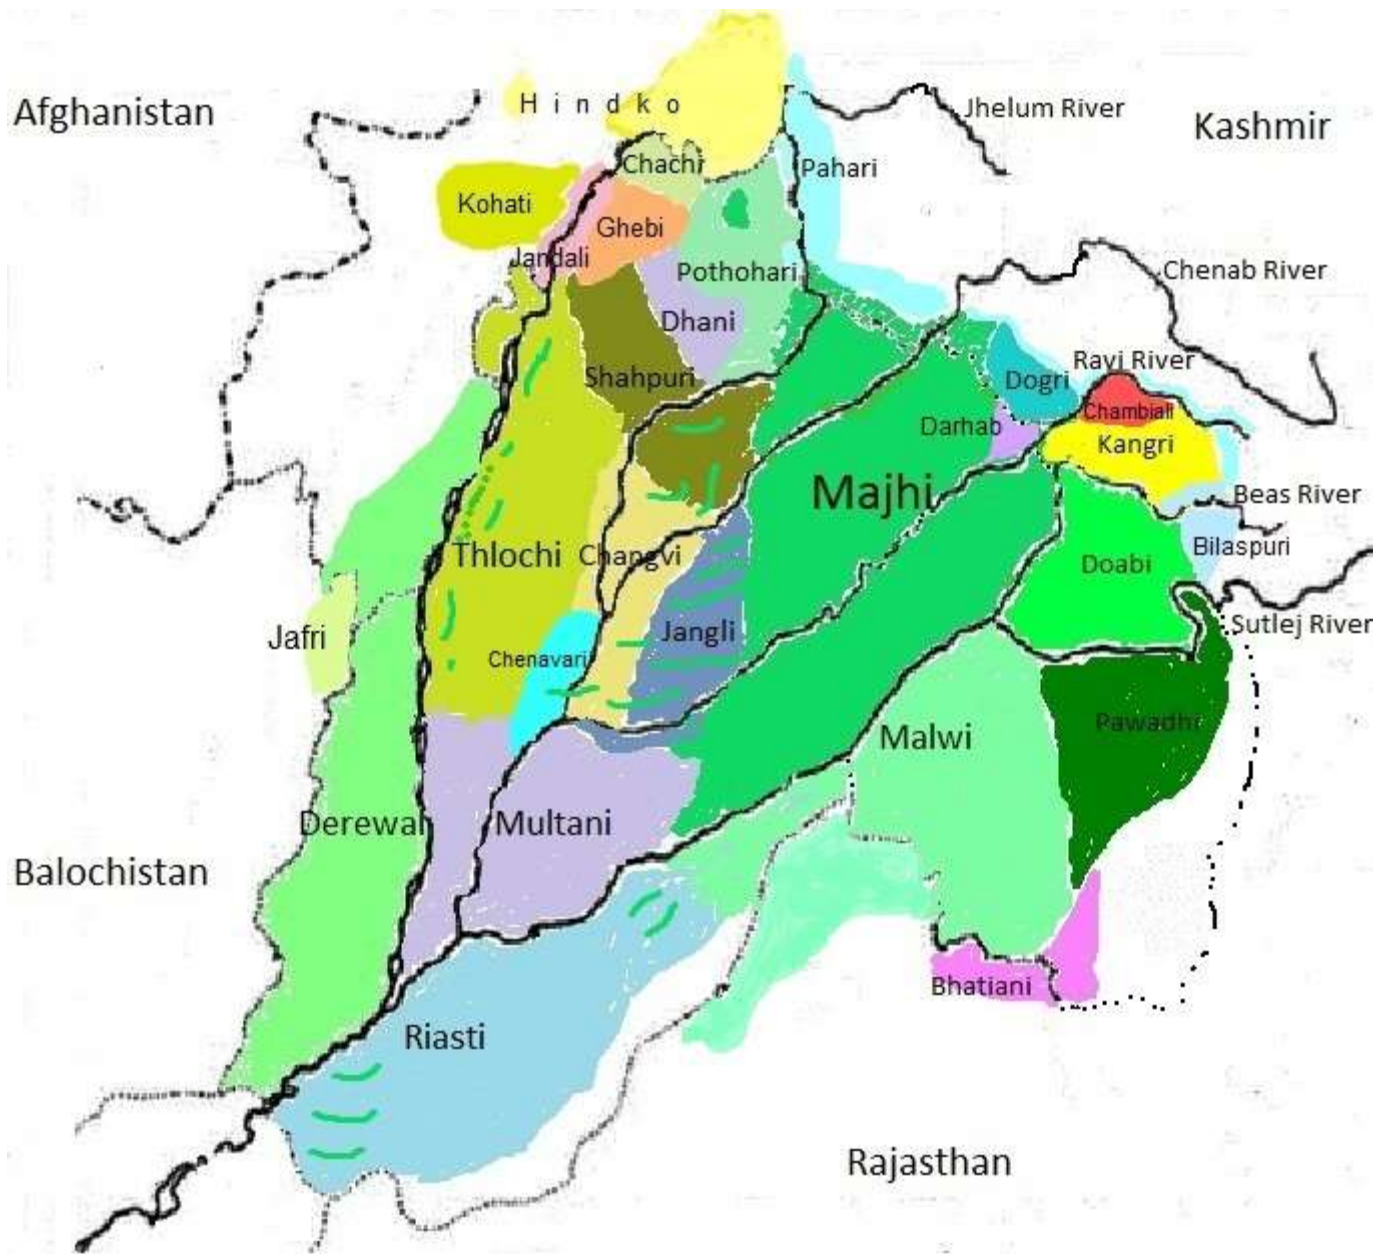 Hindko
Jhelum River
Afghanistan
Kashmir
Chachi
Pahari
Kohati
Ghebi
Jandali
Pothohari
Chenab River
Dhani
Ravi River
Shahpuri
Dogri
Chambiali
Darhab
Kangri
Majhi
Beas River
Thlochi
Changvi
Bilaspuri
Doabi
Jafri
Jangli
Sutlej River
Chenavari
Pawadhi
Malwi
Derewal
Multani
Balochistan
Bhatiani
Riasti
Rajasthan